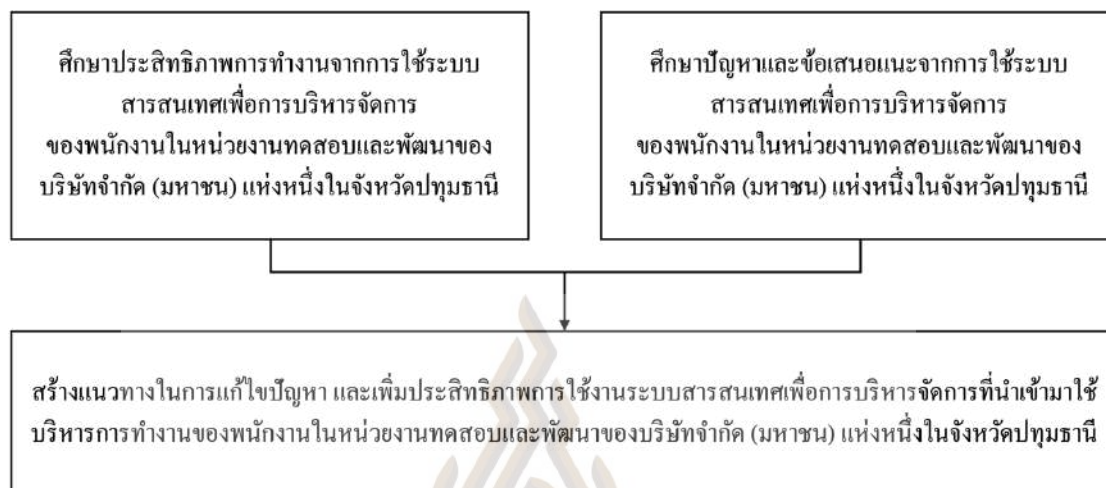 ศึกษาประสิทธิภาพการทำงานจากการใช้ระบบ
สารสนเทศเพื่อการบริหารจัดการ
ของพนักงานในหน่วยงานทดสอบและพัฒนาของ
บริษัทจำกัด (มหาชน) แห่งหนึ่งในจังหวัดปทุมธานี
ศึกษาปัญหาและข้อเสนอแนะจากการใช้ระบบ
สารสนเทศเพื่อการบริหารจัดการ
ของพนักงานในหน่วยงานทดสอบและพัฒนาของ
บริษัทจำกัด (มหาชน) แห่งหนึ่งในจังหวัดปทุมธานี
สร้างแนวทางในการแก้ไขปัญหา และเพิ่มประสิทธิภาพการใช้งานระบบสารสนเทศเพื่อการบริหารจัดการที่นำเข้ามาใช้
บริหารการทำงานของพนักงานในหน่วยงานทดสอบและพัฒนาของบริษัทจำกัด (มหาชน) แห่งหนึ่งในจังหวัดปทุมธานี